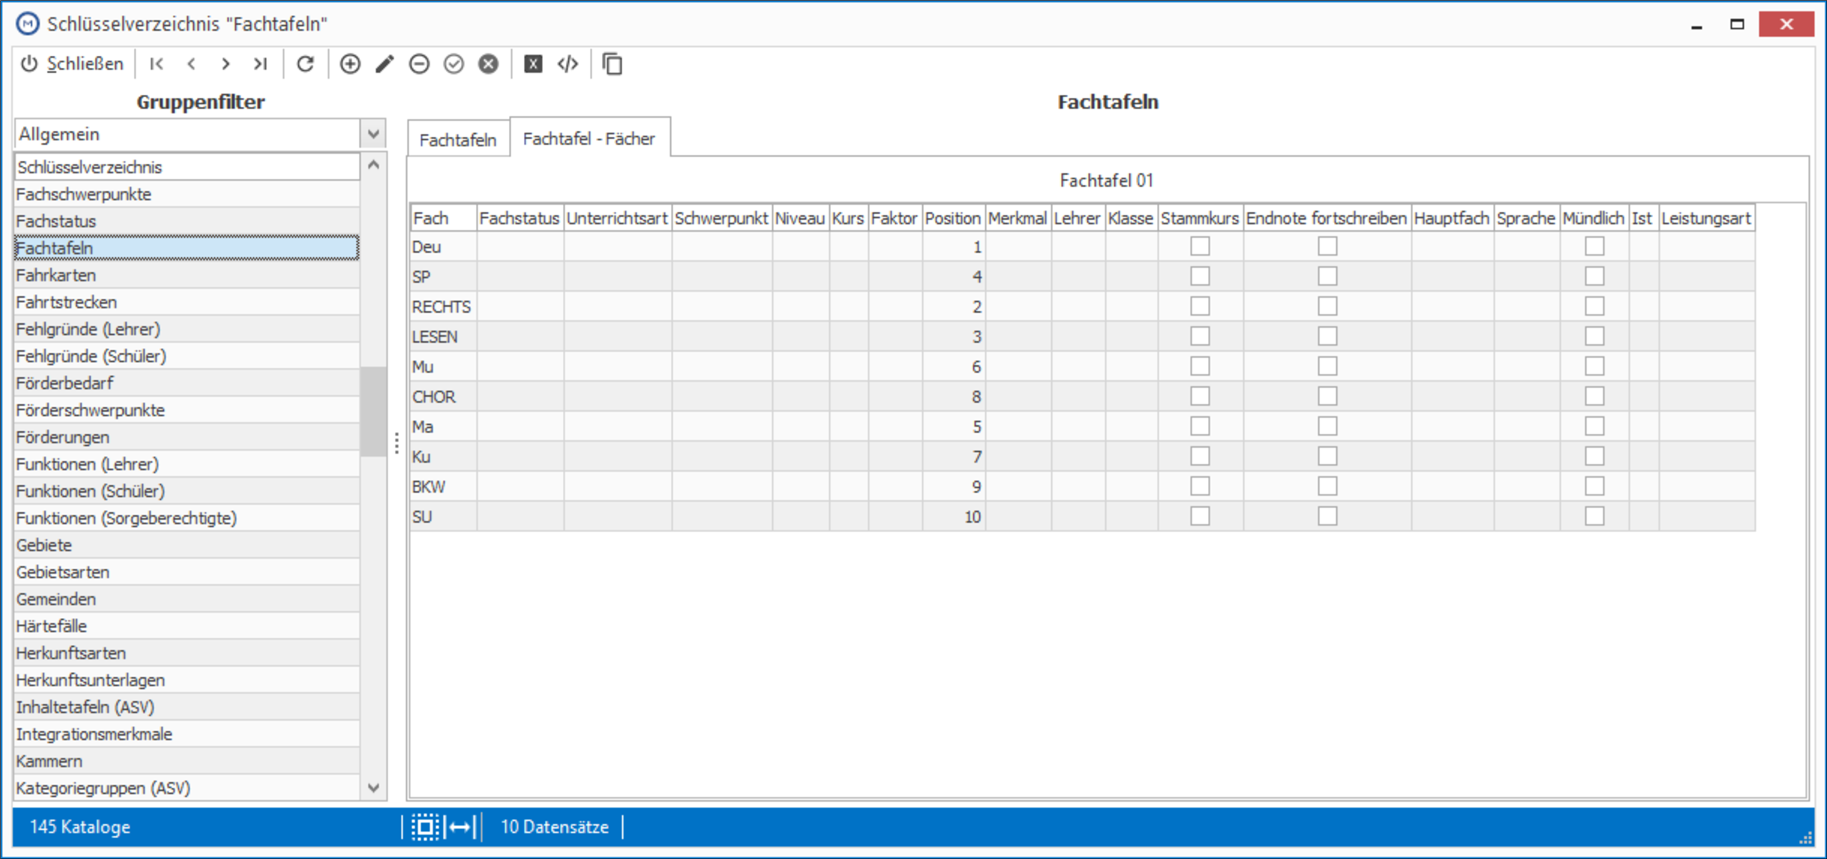 Schlüsselverzeichnis "Fachtafeln"
Schließen
Gruppenfilter
Allgemein
Schlüsselverzeichnis
Fachschwerpunkte
Fachstatus
Fachtafeln
Fahrkarten
Fahrtstrecken
Fehlgründe (Lehrer)
Fehlgründe (Schüler)
Förderbedarf
Förderschwerpunkte
Förderungen
Funktionen (Lehrer)
Funktionen (Schüler)
Funktionen (Sorgeberechtigte)
Gebiete
Gebietsarten
Gemeinden
Härtefälle
Herkunftsarten
Herkunftsunterlagen
Inhaltetafeln (ASV)
Integrationsmerkmale
Kammern
Kategoriegruppen (ASV)
Fachtafeln
Fachtafeln Fachtafel - Fächer
Fachtafel 01
Fach Fachstatus Unterrichtsart Schwerpunkt Niveau Kurs Faktor Position Merkmal Lehrer Klasse Stammkurs Endnote fortschreiben Hauptfach Sprache Mündlich Ist Leistungsart
Deu 1
SP 4
RECHTS 2
LESEN 3
Mu 6
CHOR 8
Ma 5
Ku 7
BKW 9
SU 10
145 Kataloge 10 Datensätze